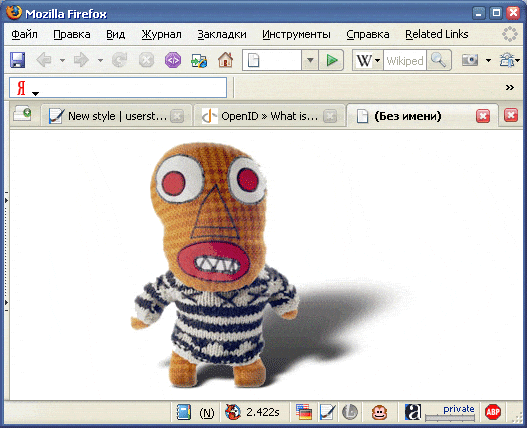 Mozilla Firefox
Файл Правка Вид Журнал Закладки Инструменты Справка Related Links
W Wikiped
Я »
New style | userst... OpenID » What is... (Без имени)
(N) 2.422s a private ABP